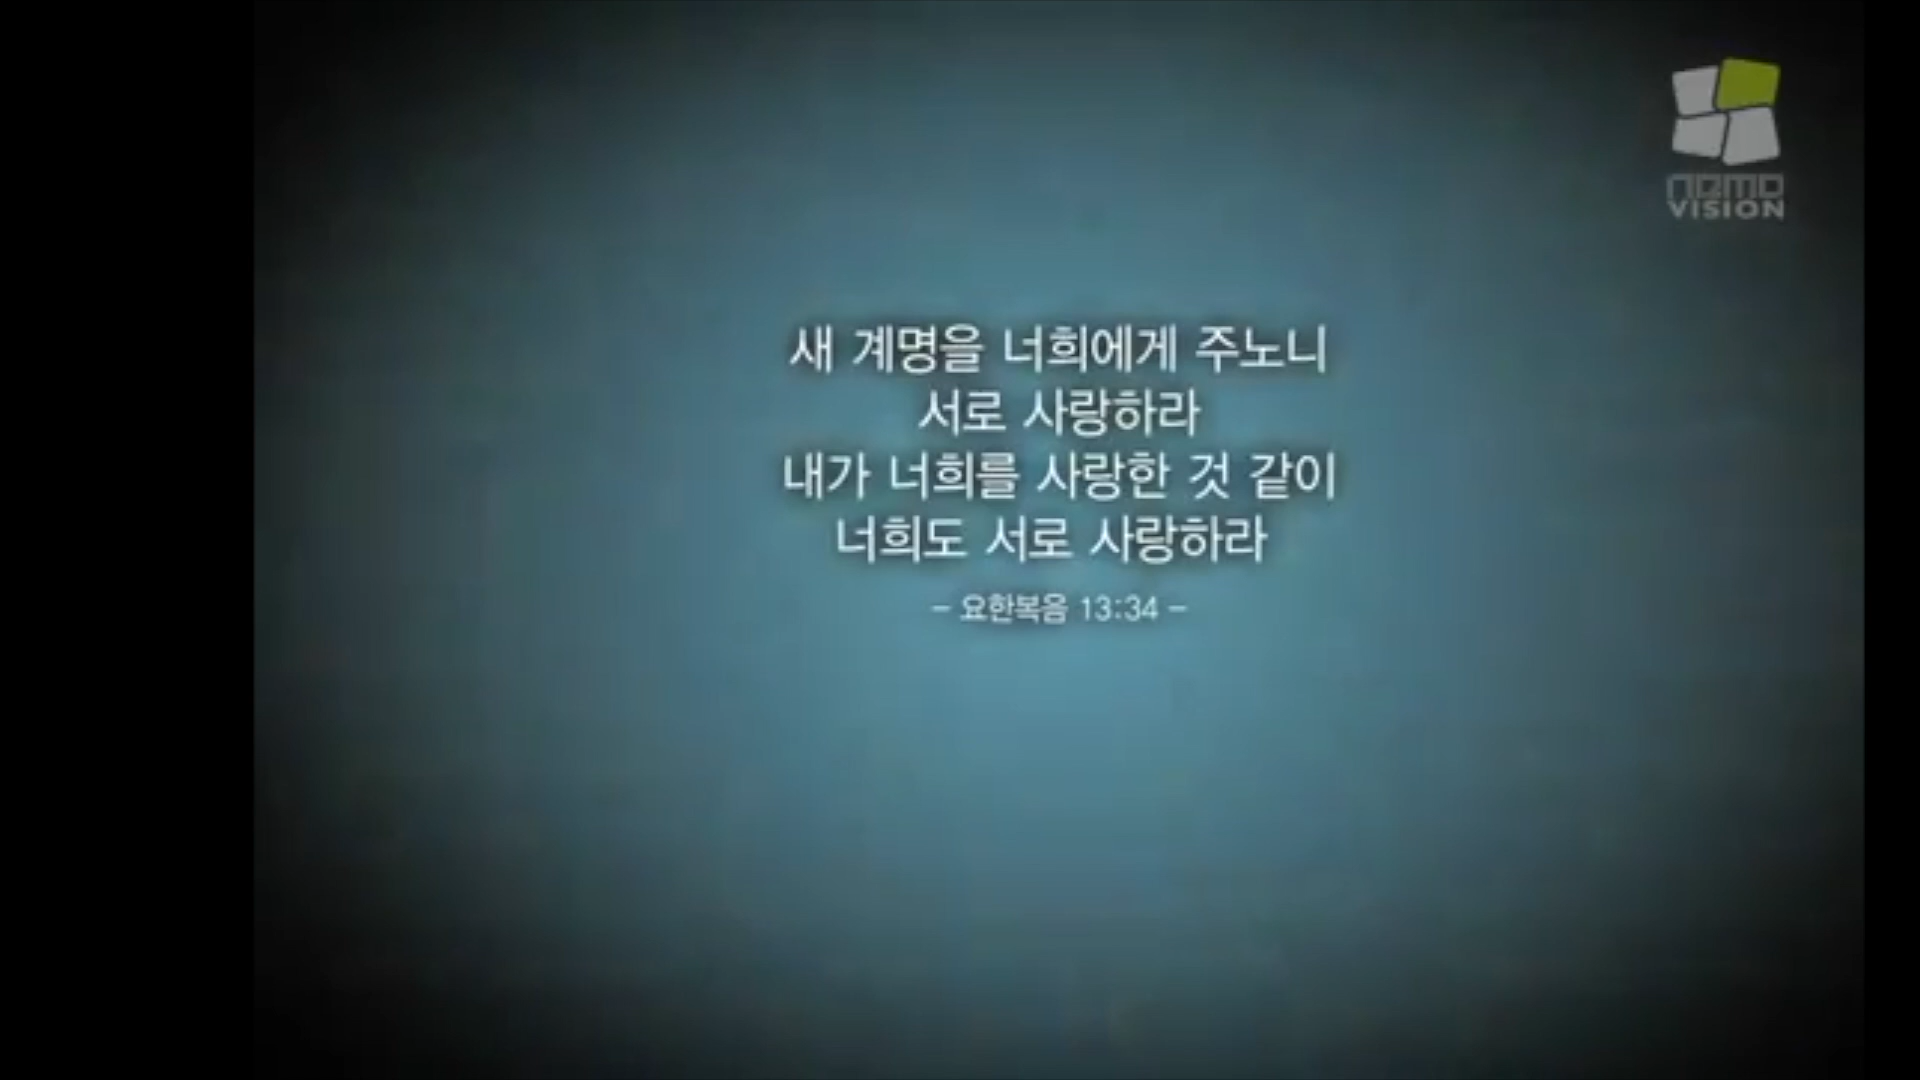 nemo
VISION
새 계명을 너희에게 주노니
서로 사랑하라
내가 너희를 사랑한 것 같이
너희도 서로 사랑하라
- 요한복음 13:34 -